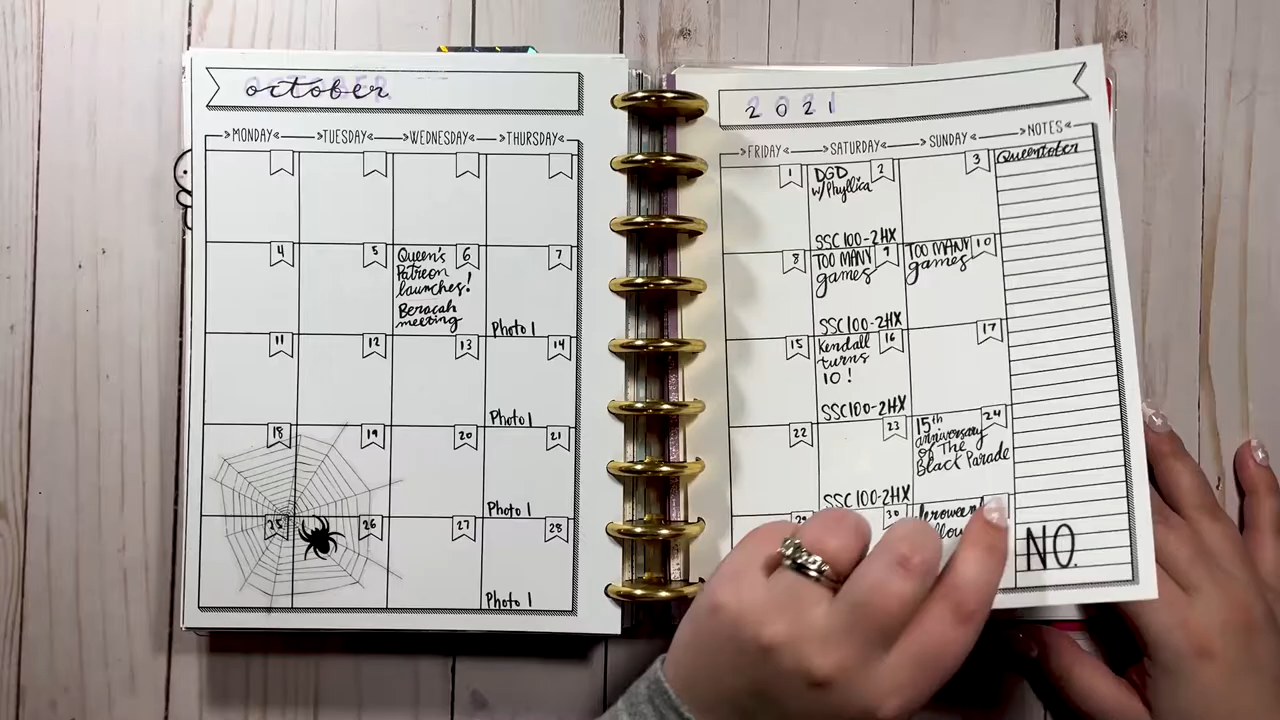 october
2021
»MONDAY«
»TUESDAY«
»WEDNESDAY«
»THURSDAY«
»FRIDAY«
»SATURDAY«
»SUNDAY«
»NOTES«
1
DGD 2
w/Phyllica
SSC100-2HX
3
Queentober
4
5
Queen's 6
Patreon
launches!
Beracah
meeting
7
Photo 1
8
TOO MANY 9
games
SSC100-2HX
TOO MANY 10
games
11
12
13
14
Photo 1
15
Kendall 16
turns
10!
SSC100-2HX
17
18
19
20
21
Photo 1
22
23
SSC100-2HX
15th 24
anniversary
of The
Black Parade
25
26
27
28
Photo 1
29
30
NO.